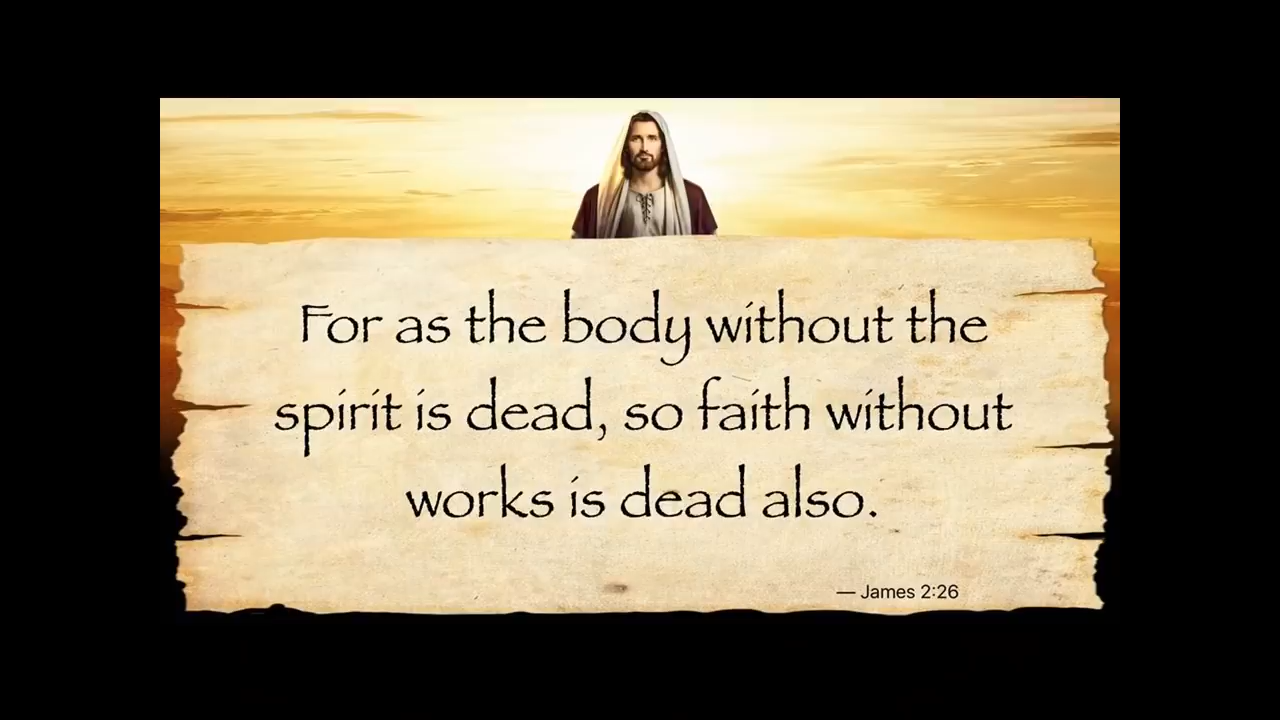 For as the body without the
spirit is dead, so faith without
works is dead also.
— James 2:26